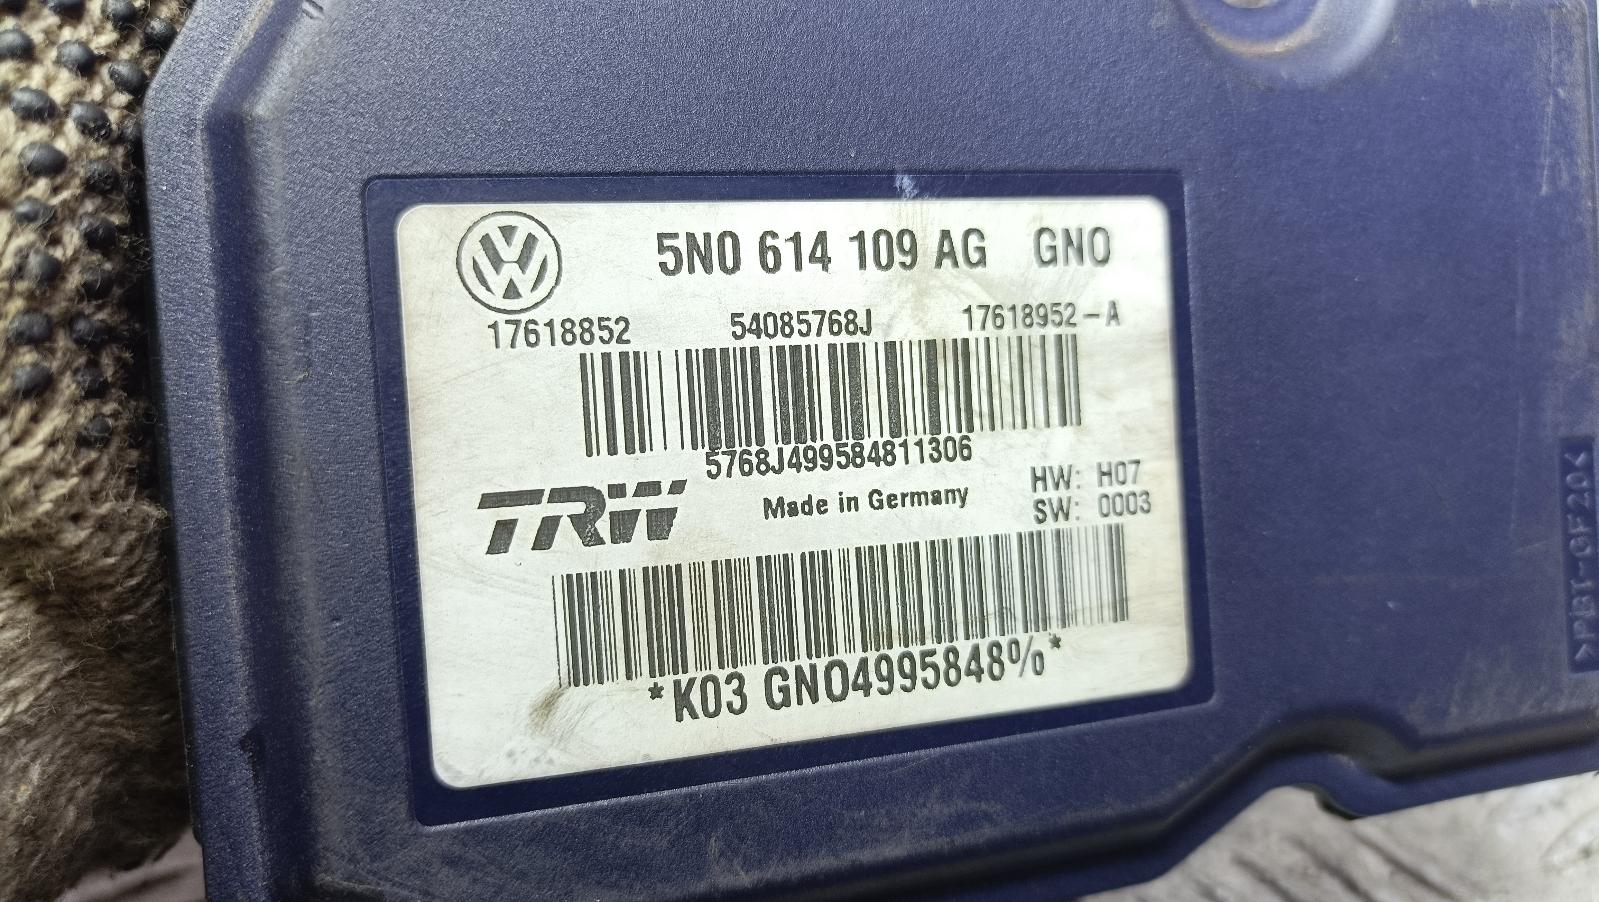 5N0 614 109 AG GNO
17618852 54085768J 17618952-A
5768J499584811306
TRW Made in Germany HW: H07
SW: 0003
*K03 GNO4995848%*
>PBT-GF20<